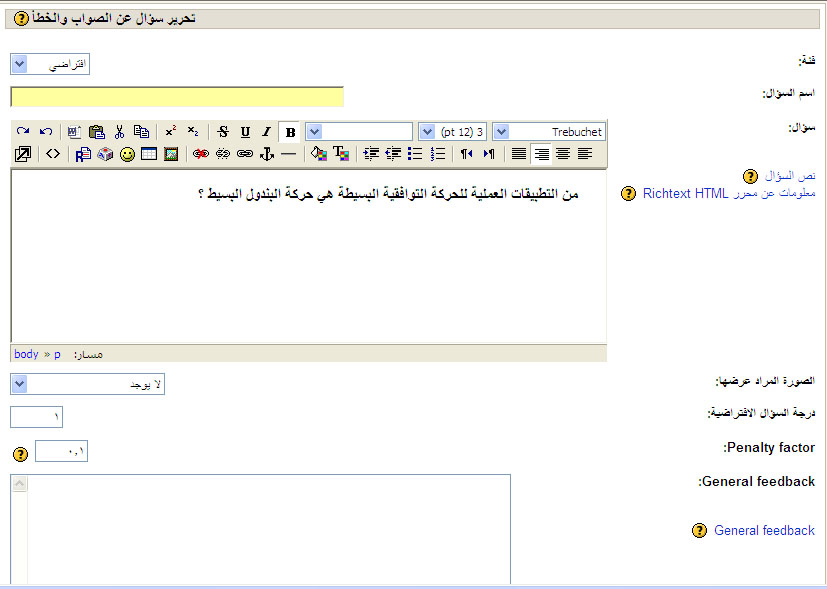 تحرير سؤال عن الصواب والخطأ
فئة:
افتراضي
اسم السؤال:
سؤال:
Trebuchet
3 (12 pt)
B I U S x₂ x²
من التطبيقات العملية للحركة التوافقية البسيطة هي حركة البندول البسيط ؟
نص السؤال
معلومات عن محرر Richtext HTML
مسار: body » p
الصورة المراد عرضها:
لا يوجد
درجة السؤال الافتراضية:
١
Penalty factor:
٠,١
General feedback:
General feedback